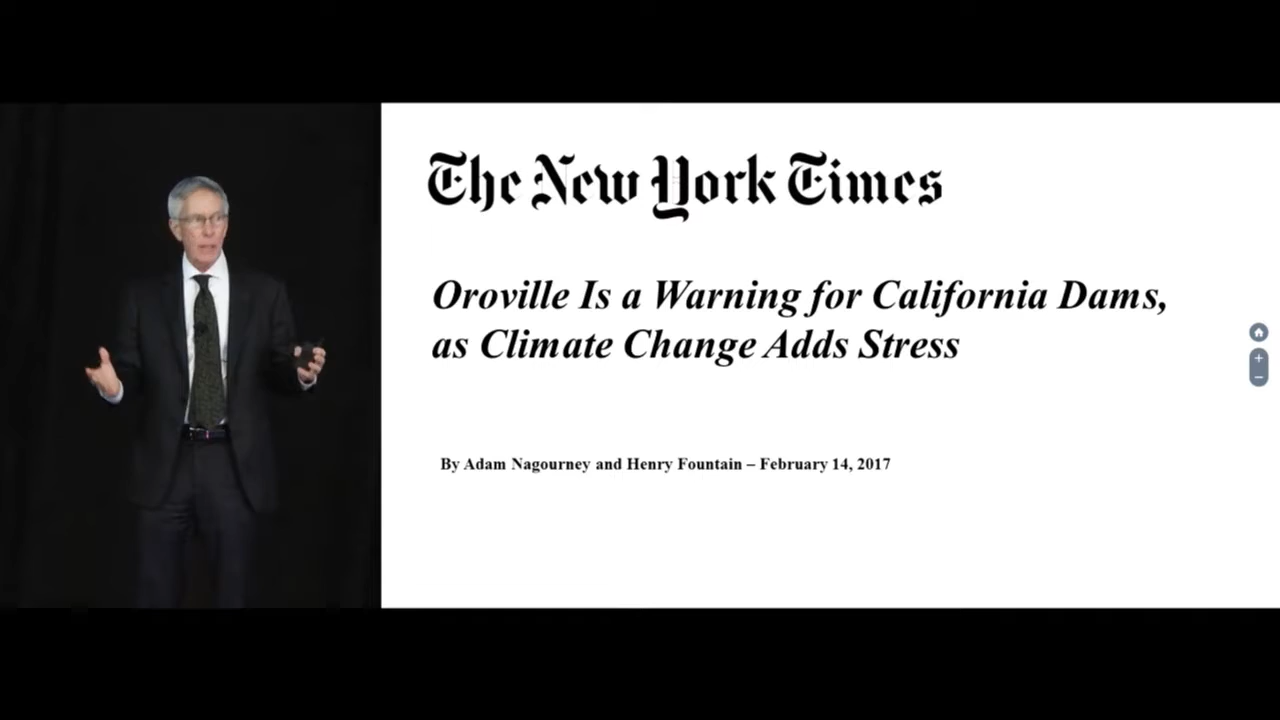 The New York Times
Oroville Is a Warning for California Dams,
as Climate Change Adds Stress
By Adam Nagourney and Henry Fountain – February 14, 2017